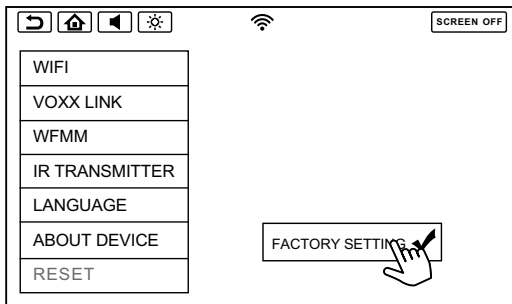 SCREEN OFF
WIFI
VOXX LINK
WFMM
IR TRANSMITTER
LANGUAGE
ABOUT DEVICE
FACTORY SETTING
RESET